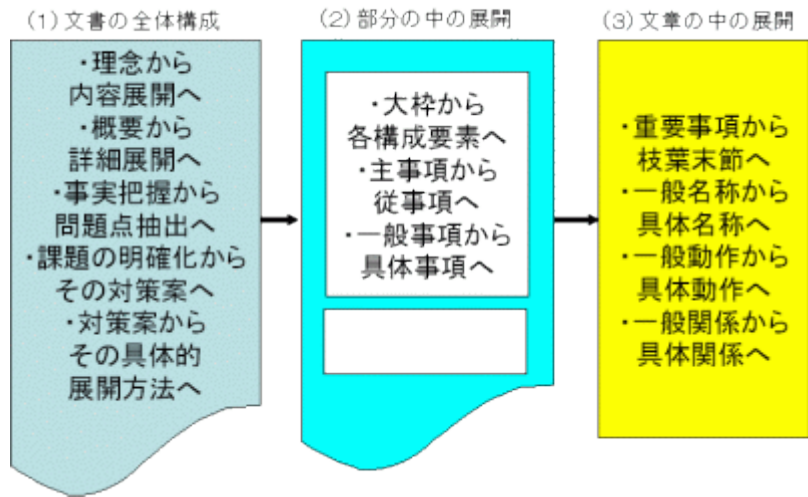 (1)文書の全体構成
・理念から
内容展開へ
・概要から
詳細展開へ
・事実把握から
問題点抽出へ
・課題の明確化から
その対策案へ
・対策案から
その具体的
展開方法へ
(2)部分の中の展開
・大枠から
各構成要素へ
・主事項から
従事項へ
・一般事項から
具体事項へ
(3)文章の中の展開
・重要事項から
枝葉末節へ
・一般名称から
具体名称へ
・一般動作から
具体動作へ
・一般関係から
具体関係へ